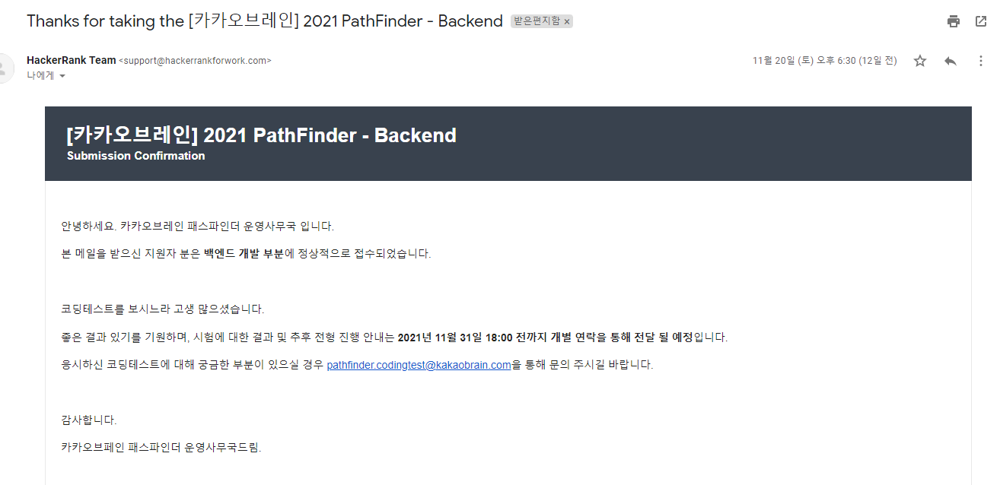 Thanks for taking the [카카오브레인] 2021 PathFinder - Backend 받은편지함 ×
HackerRank Team <support@hackerrankforwork.com> 11월 20일 (토) 오후 6:30 (12일 전)
나에게
[카카오브레인] 2021 PathFinder - Backend
Submission Confirmation
안녕하세요. 카카오브레인 패스파인더 운영사무국 입니다.
본 메일을 받으신 지원자 분은 백엔드 개발 부분에 정상적으로 접수되었습니다.
코딩테스트를 보시느라 고생 많으셨습니다.
좋은 결과 있기를 기원하며, 시험에 대한 결과 및 추후 전형 진행 안내는 2021년 11월 31일 18:00 전까지 개별 연락을 통해 전달 될 예정입니다.
응시하신 코딩테스트에 대해 궁금한 부분이 있으실 경우 pathfinder.codingtest@kakaobrain.com을 통해 문의 주시길 바랍니다.
감사합니다.
카카오브페인 패스파인더 운영사무국드림.